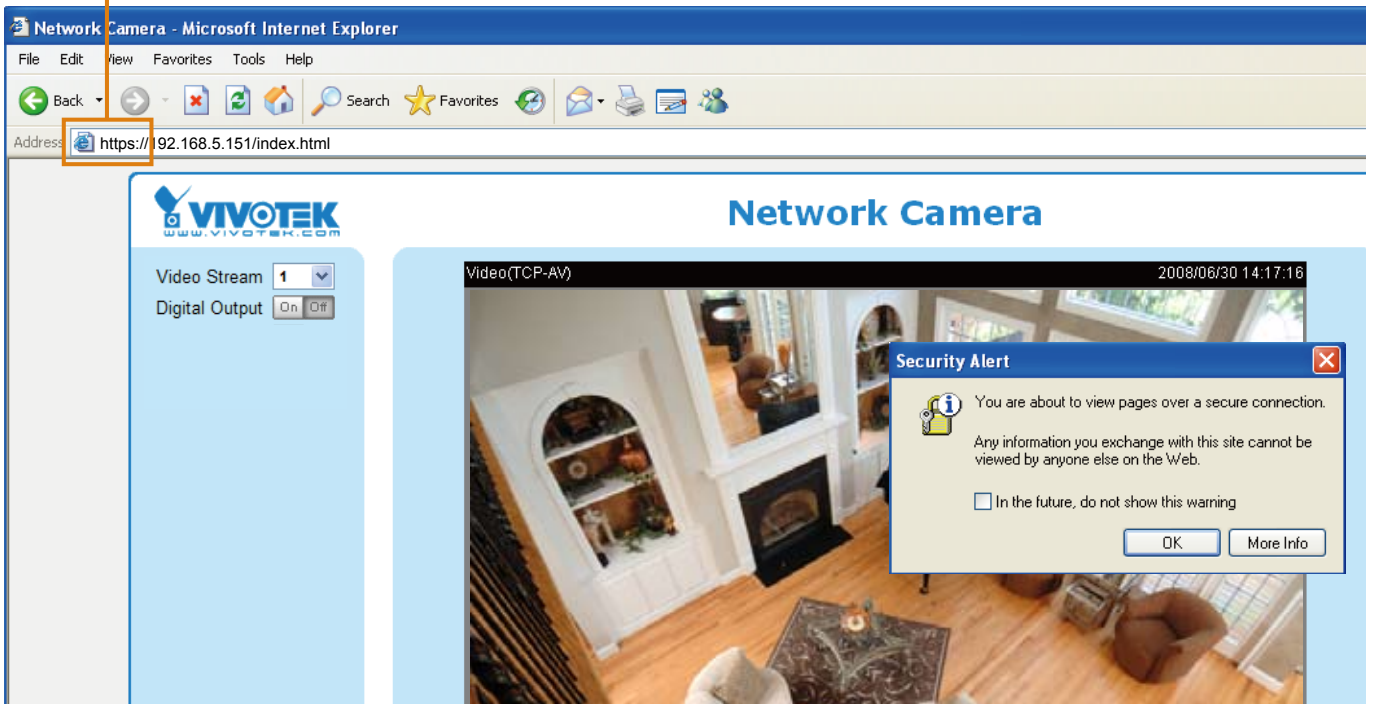 Network Camera - Microsoft Internet Explorer
File Edit View Favorites Tools Help
Back Search Favorites
Address https://192.168.5.151/index.html
VIVOTEK
www.vivotek.com
Network Camera
Video Stream 1
Digital Output On Off
Video(TCP-AV) 2008/06/30 14:17:16
Security Alert
You are about to view pages over a secure connection.
Any information you exchange with this site cannot be
viewed by anyone else on the Web.
In the future, do not show this warning
OK More Info